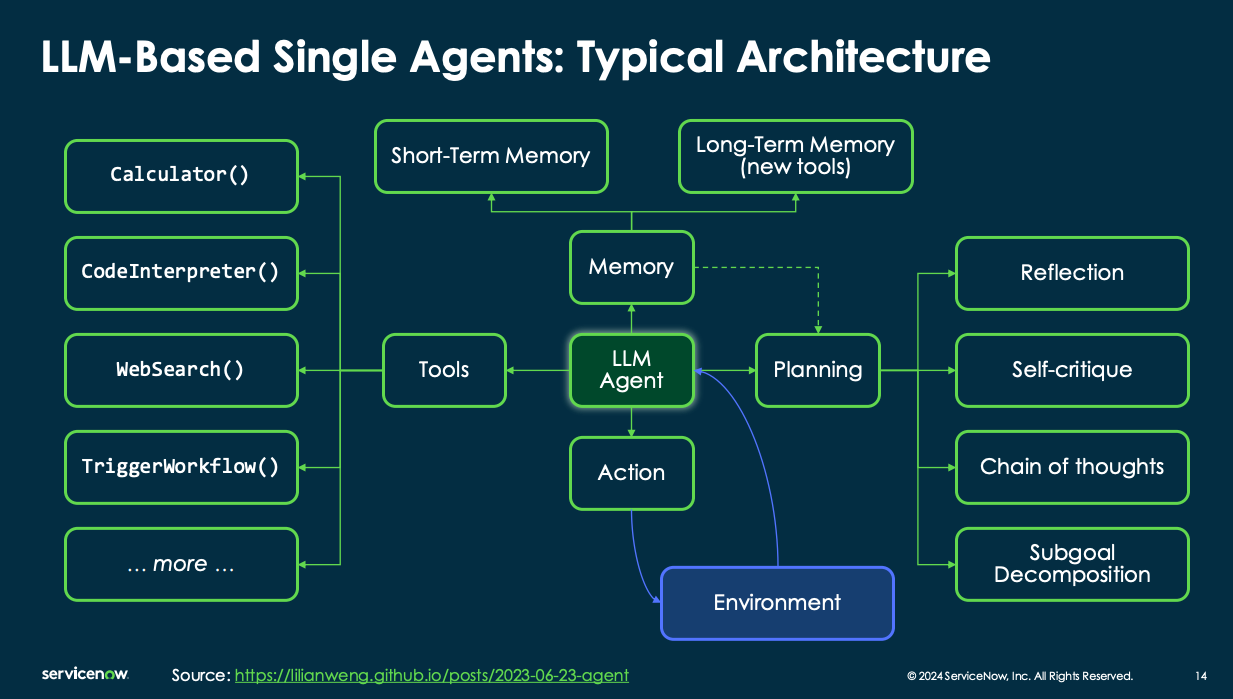 LLM-Based Single Agents: Typical Architecture
Short-Term Memory
Long-Term Memory
(new tools)
Calculator()
CodeInterpreter()
WebSearch()
TriggerWorkflow()
... more ...
Tools
Memory
LLM
Agent
Action
Planning
Environment
Reflection
Self-critique
Chain of thoughts
Subgoal
Decomposition
servicenow
Source: https://lilianweng.github.io/posts/2023-06-23-agent
© 2024 ServiceNow, Inc. All Rights Reserved.
14